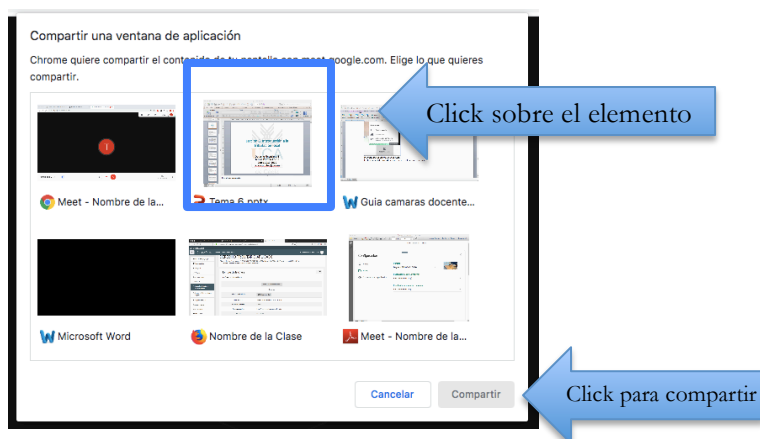 Compartir una ventana de aplicación
Chrome quiere compartir el contenido de tu pantalla con meet.google.com. Elige lo que quieres
compartir.
Click sobre el elemento
Meet - Nombre de la...
Tema 6.pptx
Guia camaras docente...
Microsoft Word
Nombre de la Clase
Meet - Nombre de la...
Cancelar
Compartir
Click para compartir